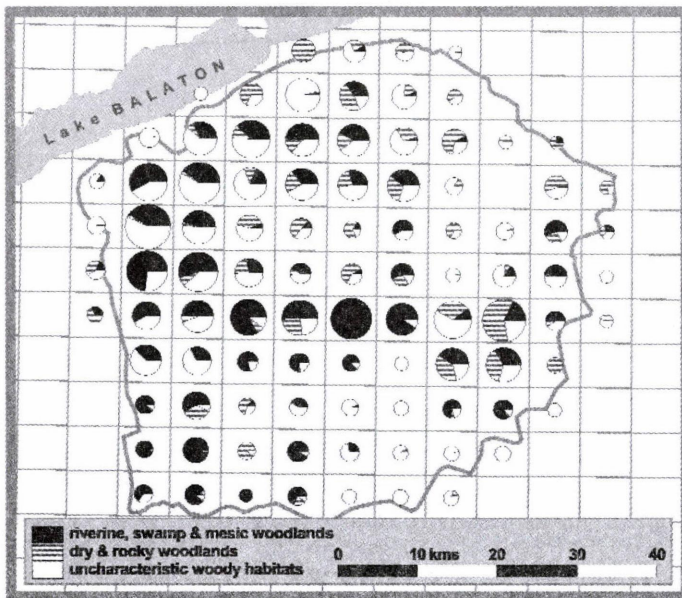 Lake BALATON
riverine, swamp & mesic woodlands
dry & rocky woodlands
uncharacteristic woody habitats
0 10 kms 20 30 40